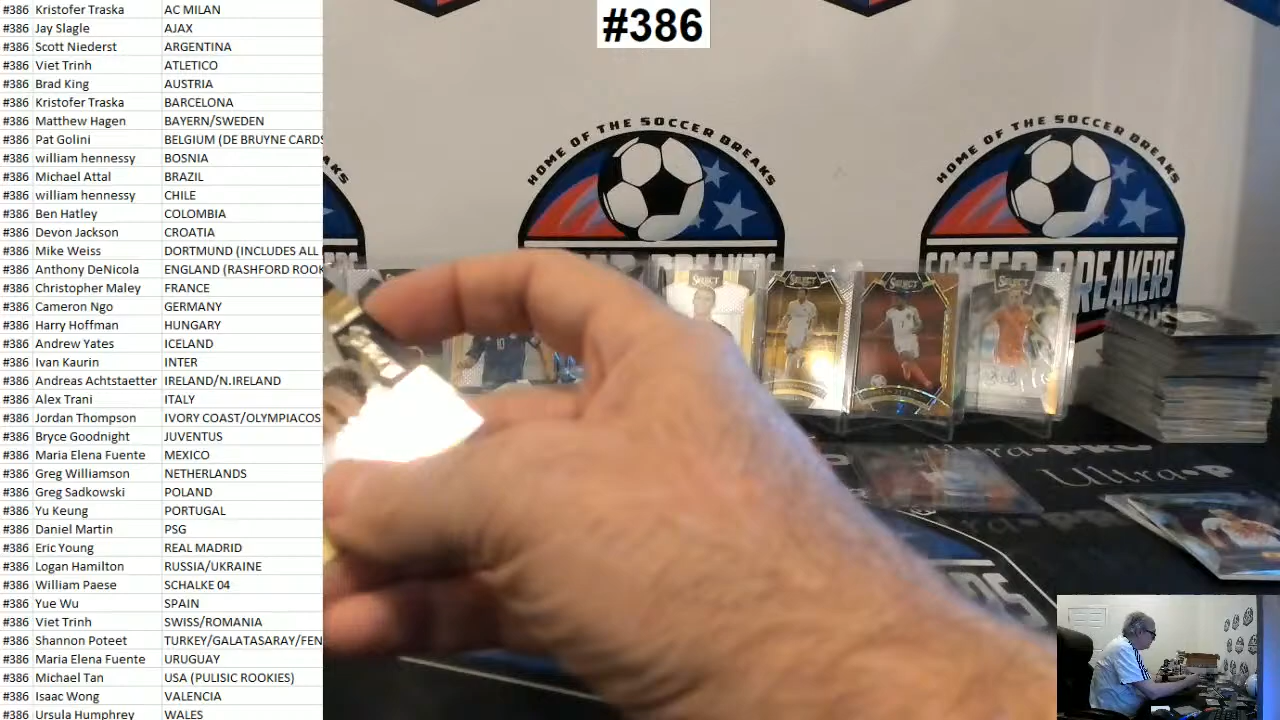 #386 Kristofer Traska AC MILAN
#386 Jay Slagle AJAX
#386 Scott Niederst ARGENTINA
#386 Viet Trinh ATLETICO
#386 Brad King AUSTRIA
#386 Kristofer Traska BARCELONA
#386 Matthew Hagen BAYERN/SWEDEN
#386 Pat Golini BELGIUM (DE BRUYNE CARDS
#386 william hennessy BOSNIA
#386 Michael Attal BRAZIL
#386 william hennessy CHILE
#386 Ben Hatley COLOMBIA
#386 Devon Jackson CROATIA
#386 Mike Weiss DORTMUND (INCLUDES ALL
#386 Anthony DeNicola ENGLAND (RASHFORD ROOK
#386 Christopher Maley FRANCE
#386 Cameron Ngo GERMANY
#386 Harry Hoffman HUNGARY
#386 Andrew Yates ICELAND
#386 Ivan Kaurin INTER
#386 Andreas Achtstaetter IRELAND/N.IRELAND
#386 Alex Trani ITALY
#386 Jordan Thompson IVORY COAST/OLYMPIACOS
#386 Bryce Goodnight JUVENTUS
#386 Maria Elena Fuente MEXICO
#386 Greg Williamson NETHERLANDS
#386 Greg Sadkowski POLAND
#386 Yu Keung PORTUGAL
#386 Daniel Martin PSG
#386 Eric Young REAL MADRID
#386 Logan Hamilton RUSSIA/UKRAINE
#386 William Paese SCHALKE 04
#386 Yue Wu SPAIN
#386 Viet Trinh SWISS/ROMANIA
#386 Shannon Poteet TURKEY/GALATASARAY/FEN
#386 Maria Elena Fuente URUGUAY
#386 Michael Tan USA (PULISIC ROOKIES)
#386 Isaac Wong VALENCIA
#386 Ursula Humphrey WALES
#386
HOME OF THE SOCCER BREAKS
HOME OF THE SOCCER BREAKS
SOCCER BREAKERS
SELECT
SELECT
SELECT
SELECT
Ultra PRO
Ultra P